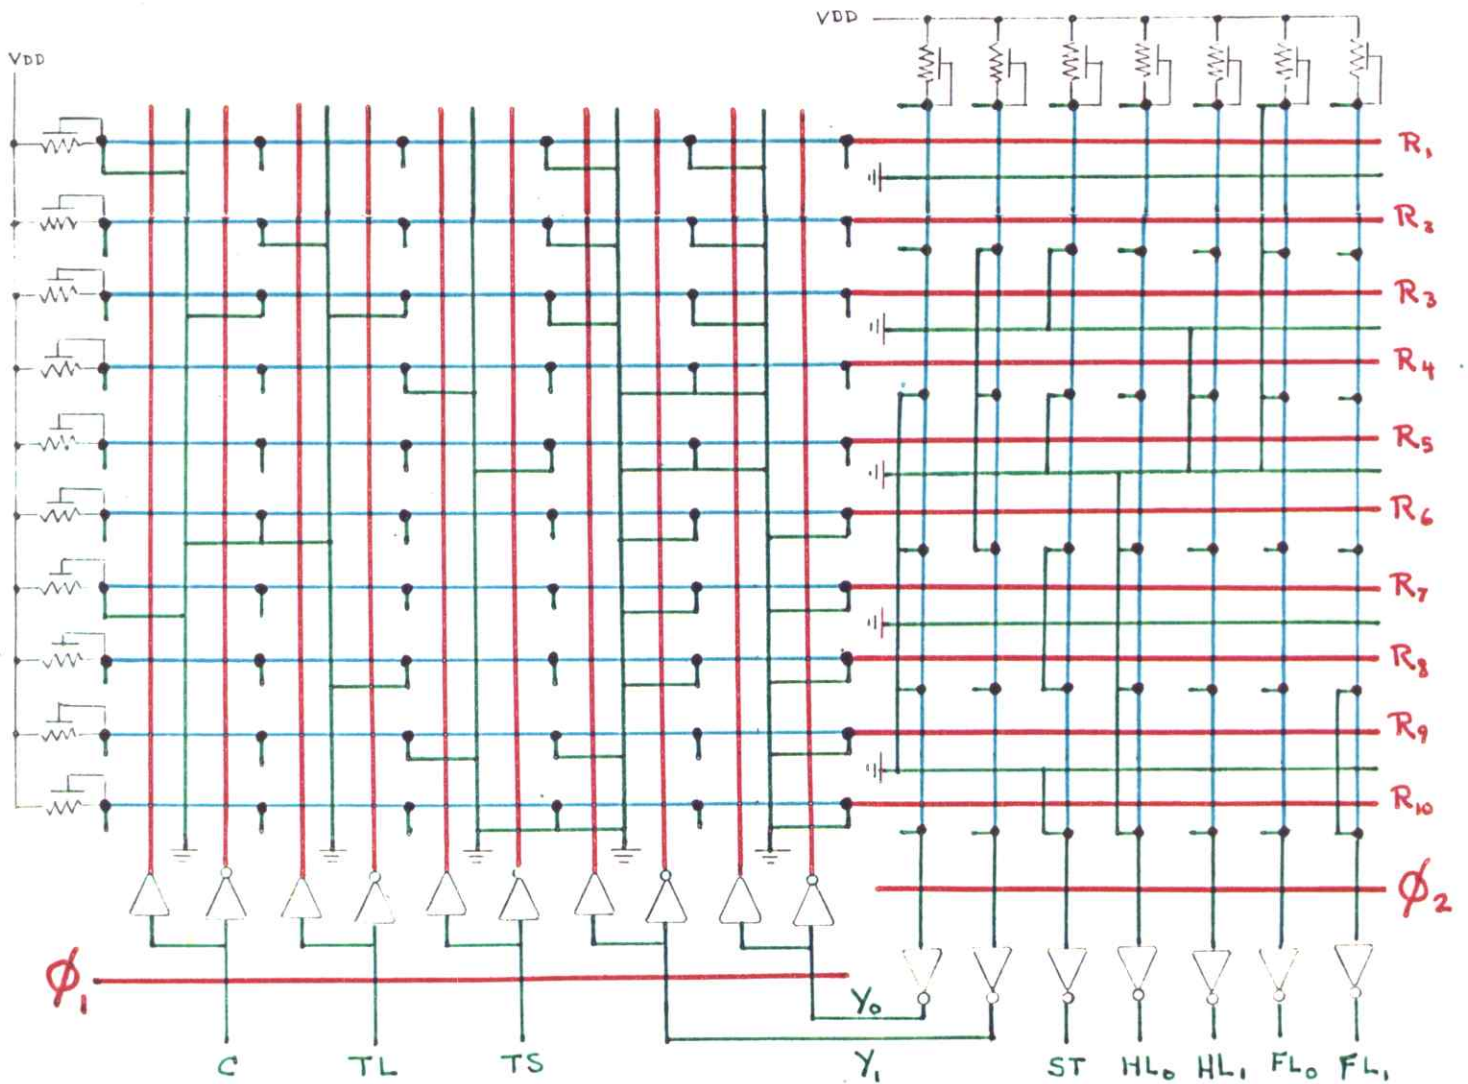 VDD
VDD
R₁
R₂
R₃
R₄
R₅
R₆
R₇
R₈
R₉
R₁₀
ϕ₂
ϕ₁
Y₀
Y₁
C
TL
TS
ST
HL₀
HL₁
FL₀
FL₁